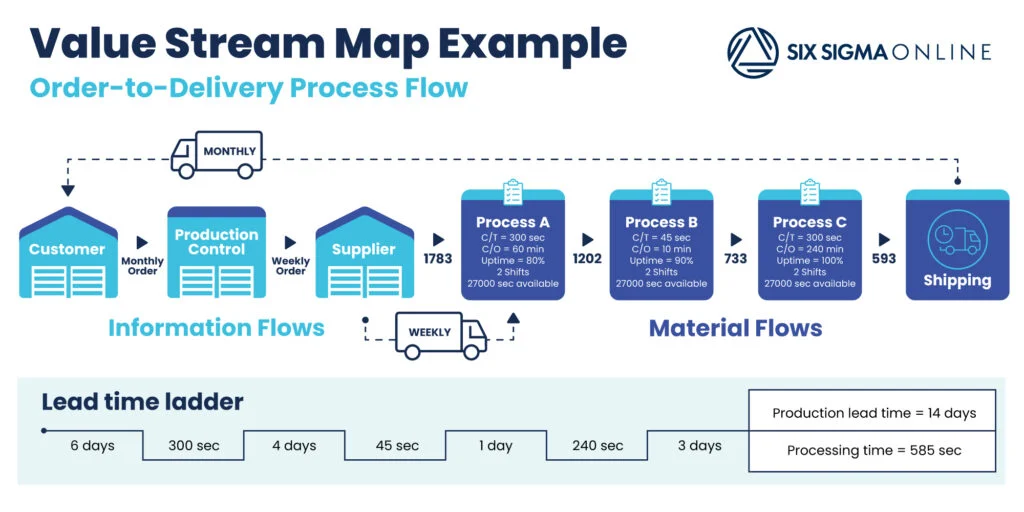 Value Stream Map Example
Order-to-Delivery Process Flow
SIX SIGMA ONLINE
MONTHLY
Customer
Monthly
Order
Production
Control
Weekly
Order
Supplier
1783
Process A
C/T = 300 sec
C/O = 60 min
Uptime = 80%
2 Shifts
27000 sec available
1202
Process B
C/T = 45 sec
C/O = 10 min
Uptime = 90%
2 Shifts
27000 sec available
733
Process C
C/T = 300 sec
C/O = 240 min
Uptime = 100%
2 Shifts
27000 sec available
593
Shipping
Information Flows
WEEKLY
Material Flows
Lead time ladder
6 days
300 sec
4 days
45 sec
1 day
240 sec
3 days
Production lead time = 14 days
Processing time = 585 sec